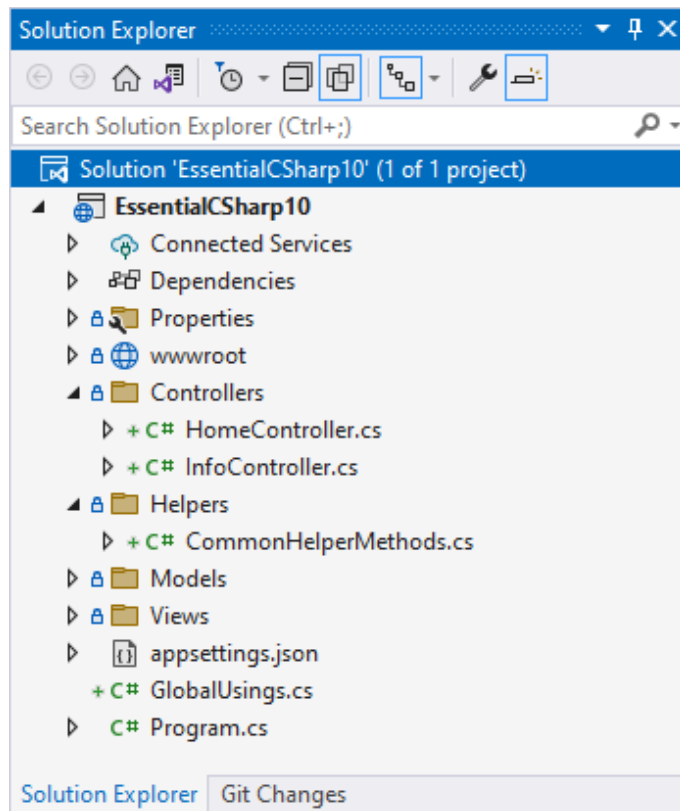 Solution Explorer
Search Solution Explorer (Ctrl+;)
Solution 'EssentialCSharp10' (1 of 1 project)
EssentialCSharp10
Connected Services
Dependencies
Properties
wwwroot
Controllers
+ C# HomeController.cs
+ C# InfoController.cs
Helpers
+ C# CommonHelperMethods.cs
Models
Views
appsettings.json
+ C# GlobalUsings.cs
C# Program.cs
Solution Explorer Git Changes